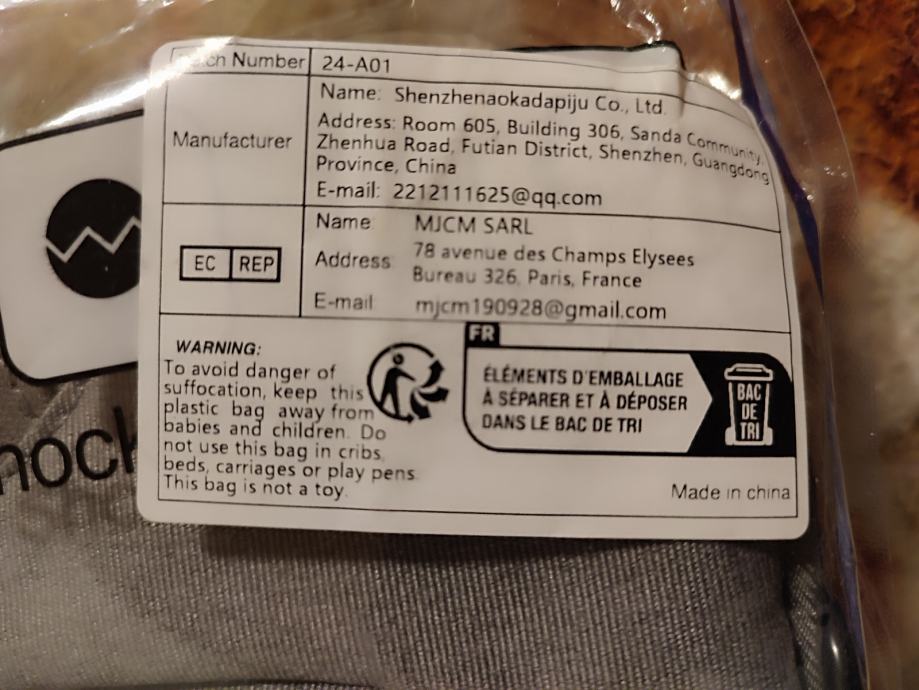 Number 24-A01
Manufacturer
Name: Shenzhenaokadapiju Co., Ltd.
Address: Room 605, Building 306, Sanda Community,
Zhenhua Road, Futian District, Shenzhen, Guangdong
Province, China
E-mail: 2212111625@qq.com
EC REP
Name MJCM SARL
Address 78 avenue des Champs Elysees
Bureau 326, Paris, France
E-mail mjcm190928@gmail.com
WARNING:
To avoid danger of
suffocation, keep this
plastic bag away from
babies and children. Do
not use this bag in cribs,
beds, carriages or play pens.
This bag is not a toy.
FR
ÉLÉMENTS D'EMBALLAGE
À SÉPARER ET À DÉPOSER
DANS LE BAC DE TRI
BAC
DE
TRI
Made in china